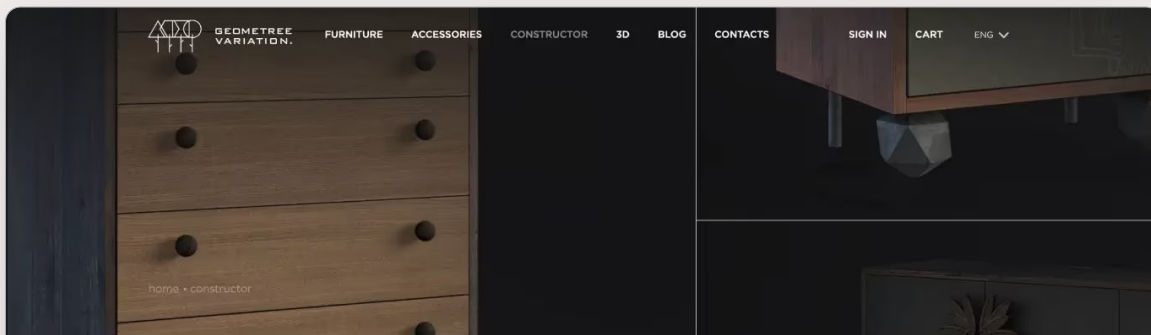 GEOMETREE
VARIATION.
FURNITURE ACCESSORIES CONSTRUCTOR 3D BLOG CONTACTS SIGN IN CART ENG
home • constructor